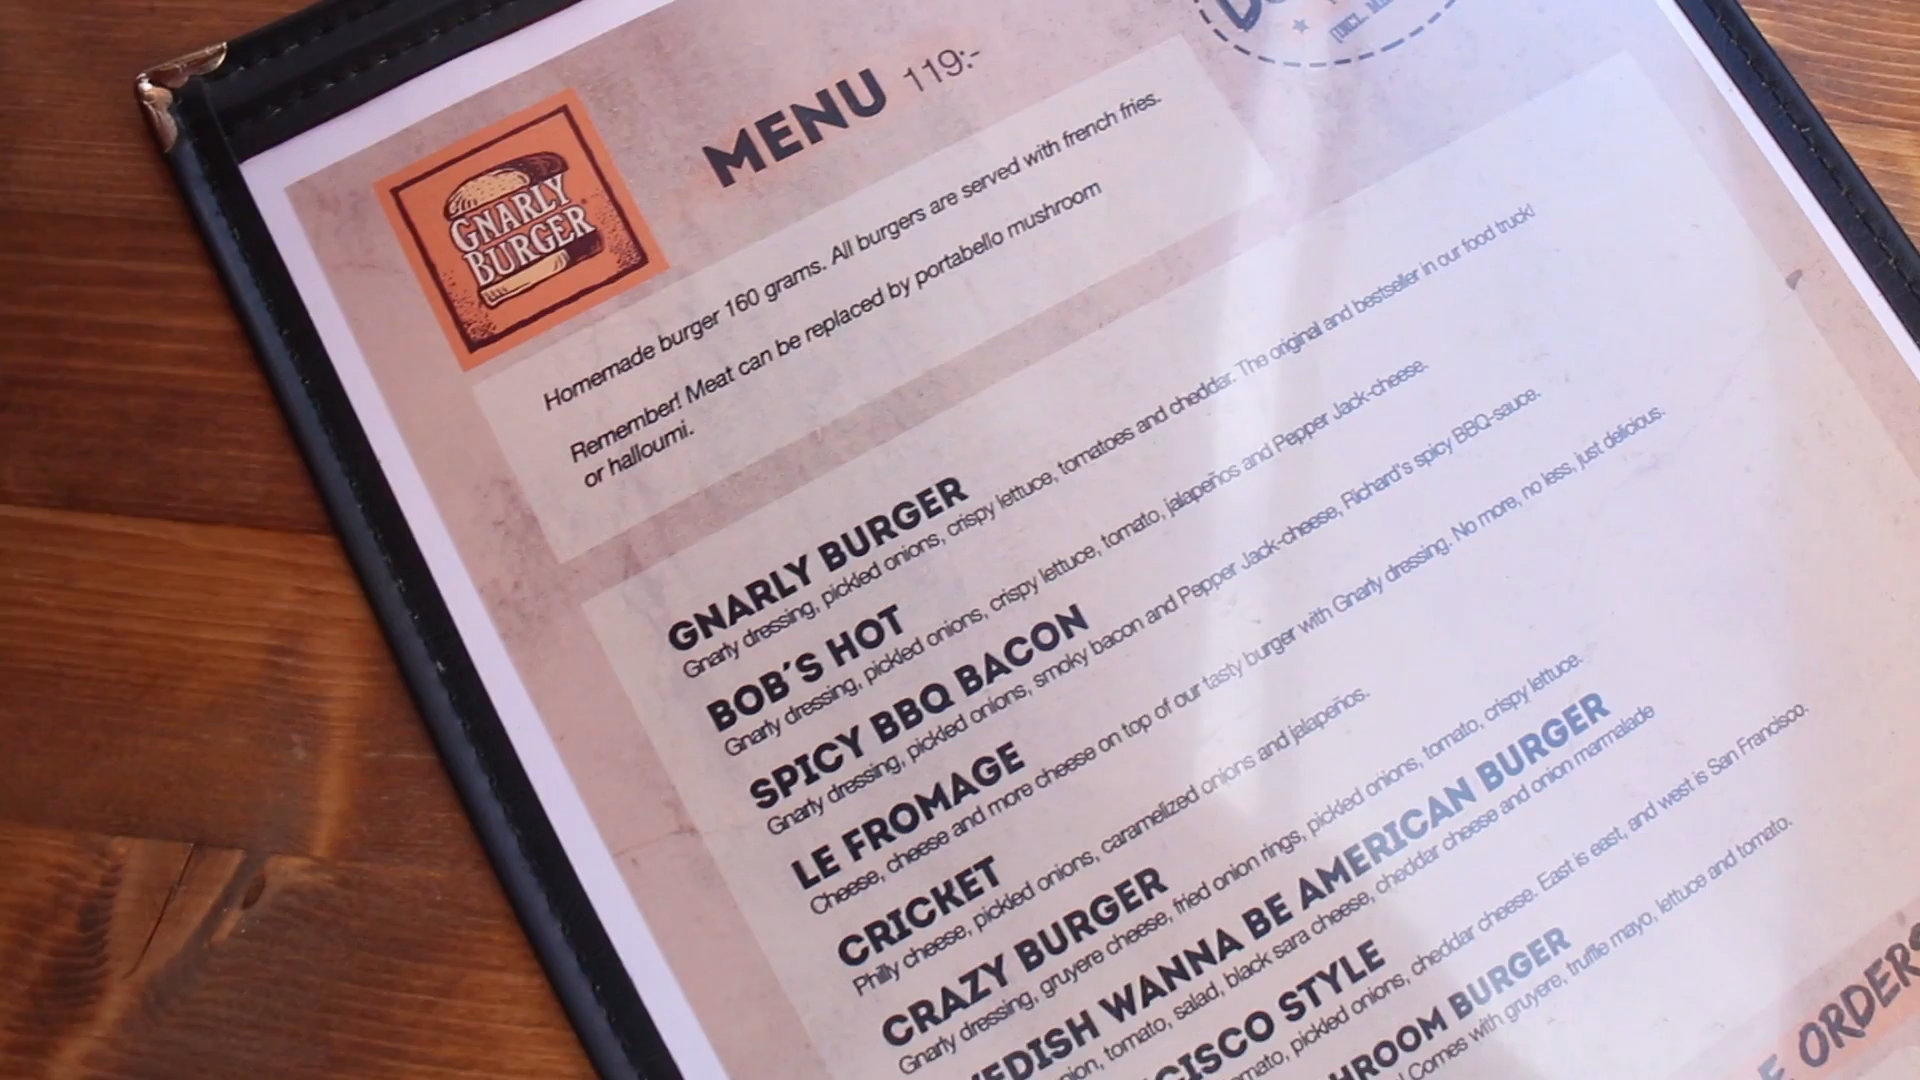 GNARLY
BURGER
MENU 119:-
Homemade burger 160 grams. All burgers are served with french fries.
Remember! Meat can be replaced by portabello mushroom
or halloumi.
GNARLY BURGER
Gnarly dressing, pickled onions, crispy lettuce, tomatoes and cheddar. The original and bestseller in our food truck!
BOB'S HOT
Gnarly dressing, pickled onions, crispy lettuce, tomato, jalapeños and Pepper Jack-cheese.
SPICY BBQ BACON
Gnarly dressing, pickled onions, smoky bacon and Pepper Jack-cheese, Richard's spicy BBQ-sauce.
LE FROMAGE
Cheese, cheese and more cheese on top of our tasty burger with Gnarly dressing. No more, no less, just delicious.
CRICKET
Philly cheese, pickled onions, caramelized onions and jalapeños.
CRAZY BURGER
Gnarly dressing, gruyere cheese, fried onion rings, pickled onions, tomato, crispy lettuce.
WANNA BE AMERICAN BURGER
tomato, salad, black sara cheese, cheddar cheese and onion marmalade
STYLE
pickled onions, cheddar cheese. East is east, and west is San Francisco.
BURGER
Comes with gruyere, truffle mayo, lettuce and tomato.
ORDERS